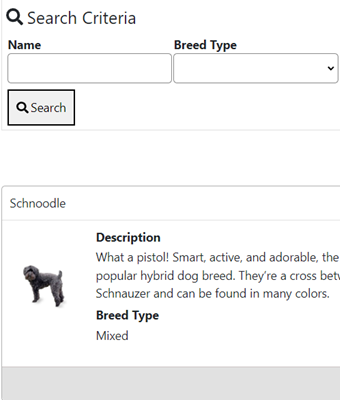 Search Criteria
Name Breed Type
Search
Schnoodle
Description
What a pistol! Smart, active, and adorable, the
popular hybrid dog breed. They're a cross
Schnauzer and can be found in many colors.
Breed Type
Mixed